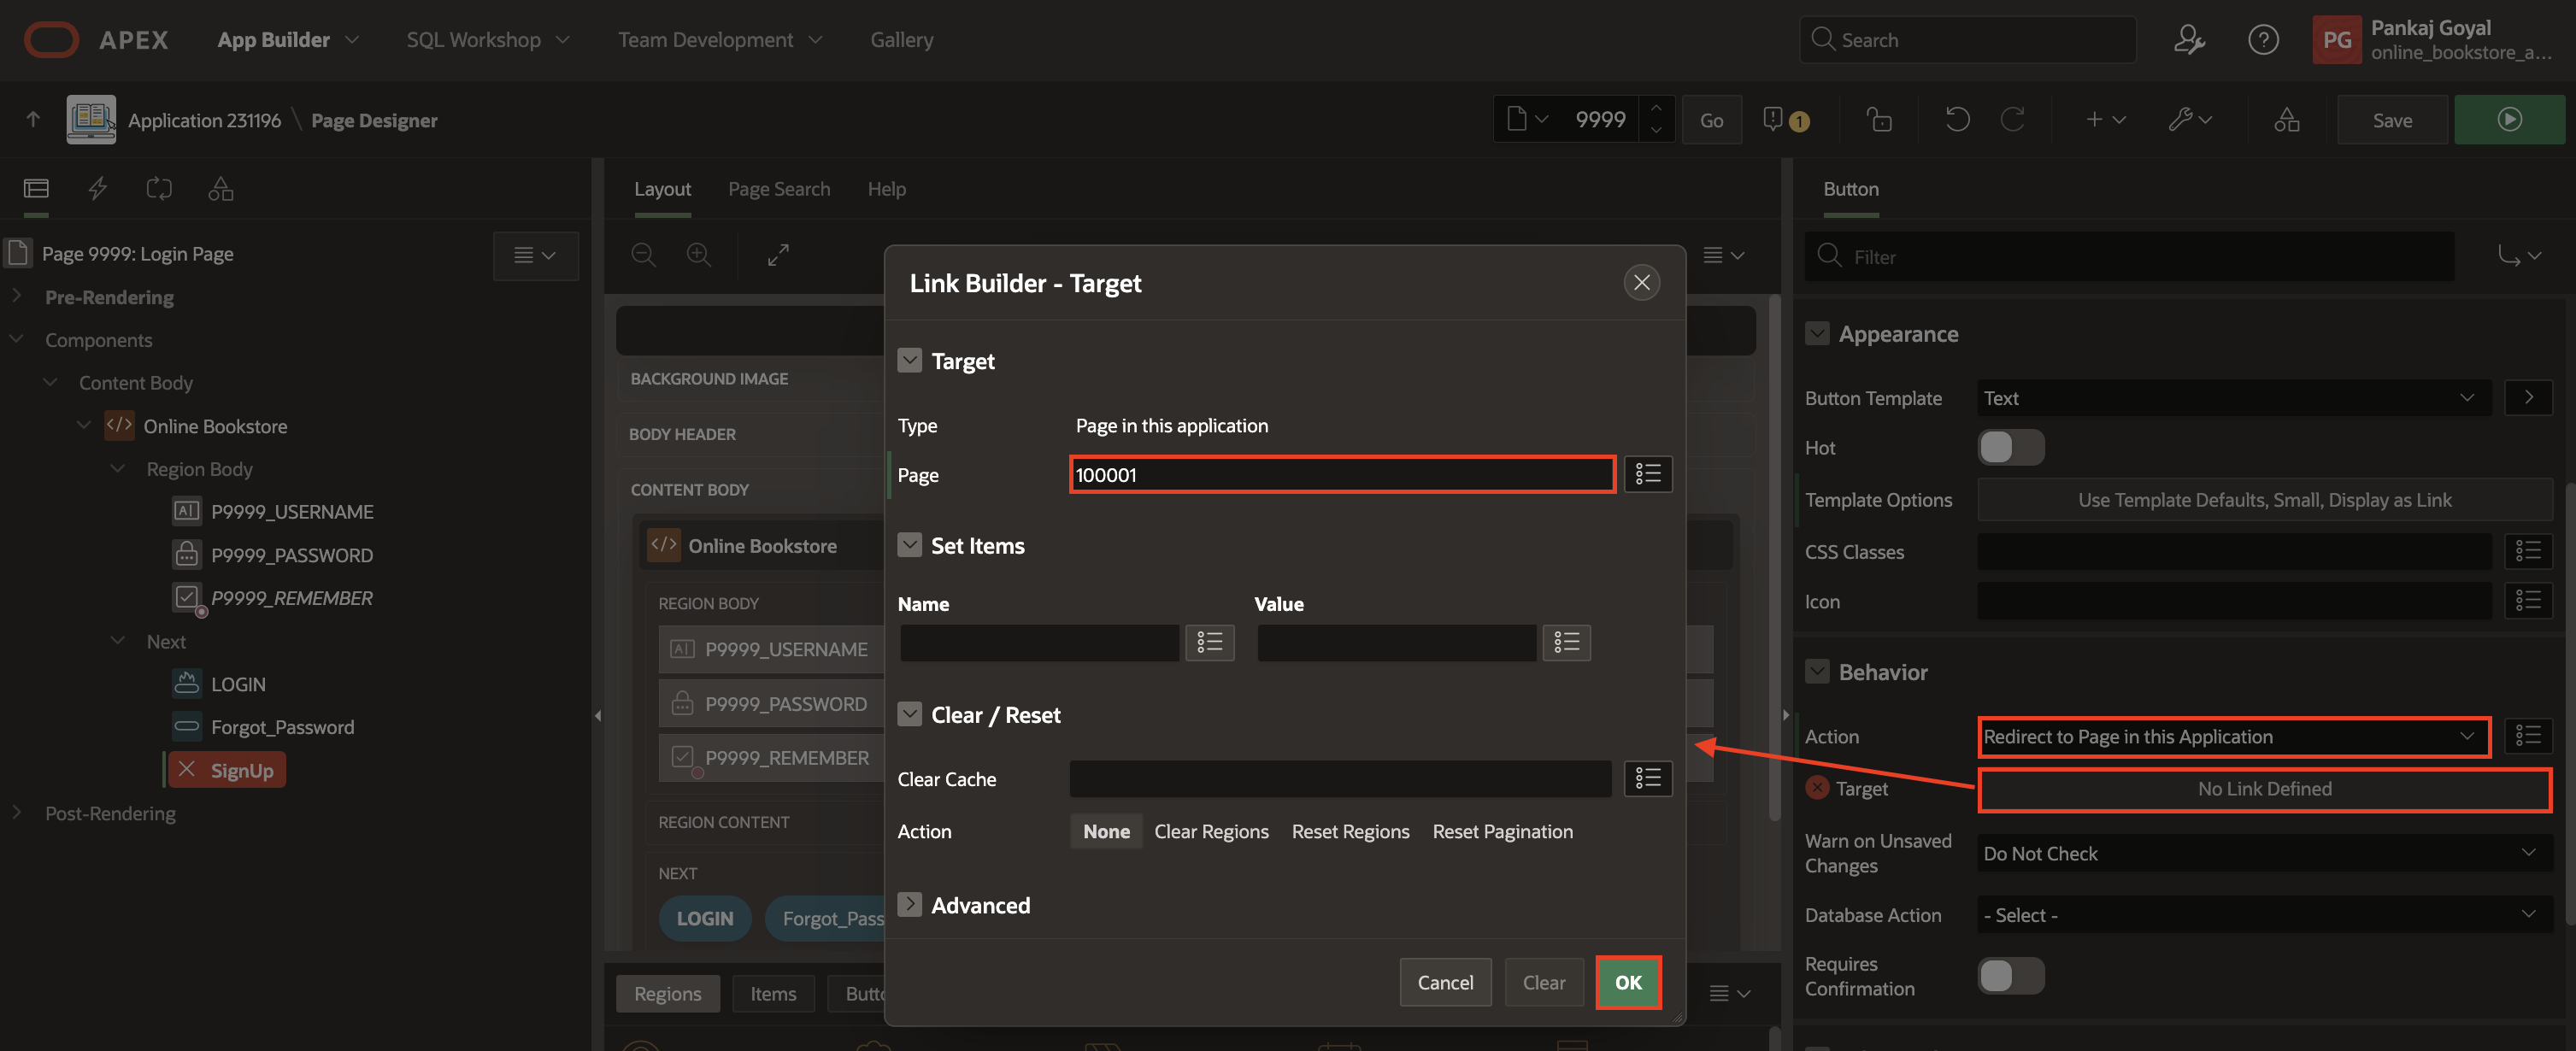 APEX App Builder SQL Workshop Team Development Gallery Search PG Pankaj Goyal
online_bookstore_a...
Application 231196 \ Page Designer 9999 Go 1 Save
Layout Page Search Help Button
Page 9999: Login Page
Filter
Pre-Rendering
Components
Content Body
Online Bookstore
Region Body
P9999_USERNAME
P9999_PASSWORD
P9999_REMEMBER
Next
LOGIN
Forgot_Password
SignUp
Post-Rendering
BACKGROUND IMAGE
BODY HEADER
CONTENT BODY
Online Bookstore
REGION BODY
P9999_USERNAME
P9999_PASSWORD
P9999_REMEMBER
REGION CONTENT
NEXT
LOGIN Forgot_Pass
Regions Items Butto
Link Builder - Target
Target
Type Page in this application
Page 100001
Set Items
Name Value
Clear / Reset
Clear Cache
Action None Clear Regions Reset Regions Reset Pagination
Advanced
Cancel Clear OK
Appearance
Button Template Text
Hot
Template Options Use Template Defaults, Small, Display as Link
CSS Classes
Icon
Behavior
Action Redirect to Page in this Application
Target No Link Defined
Warn on Unsaved
Changes Do Not Check
Database Action - Select -
Requires
Confirmation